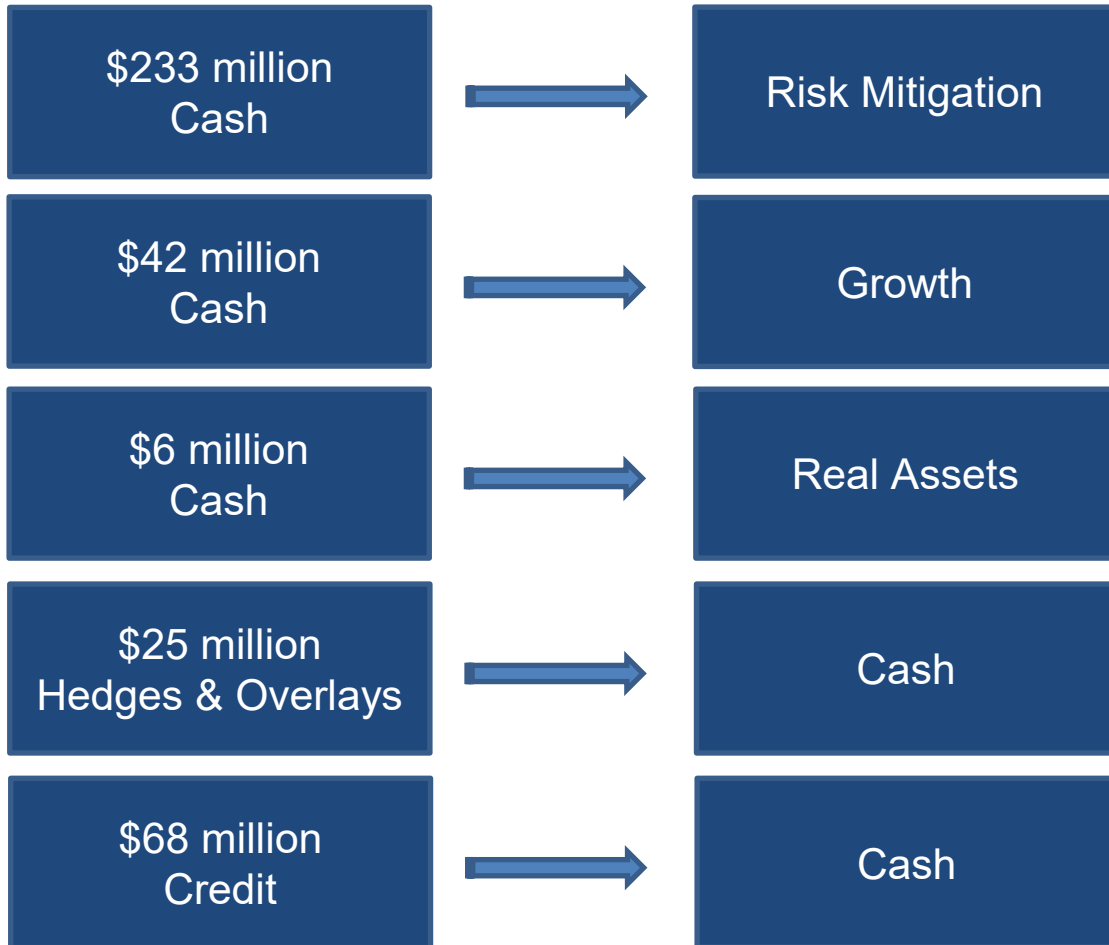 $233 million
Cash
Risk Mitigation
$42 million
Cash
Growth
$6 million
Cash
Real Assets
$25 million
Hedges & Overlays
Cash
$68 million
Credit
Cash